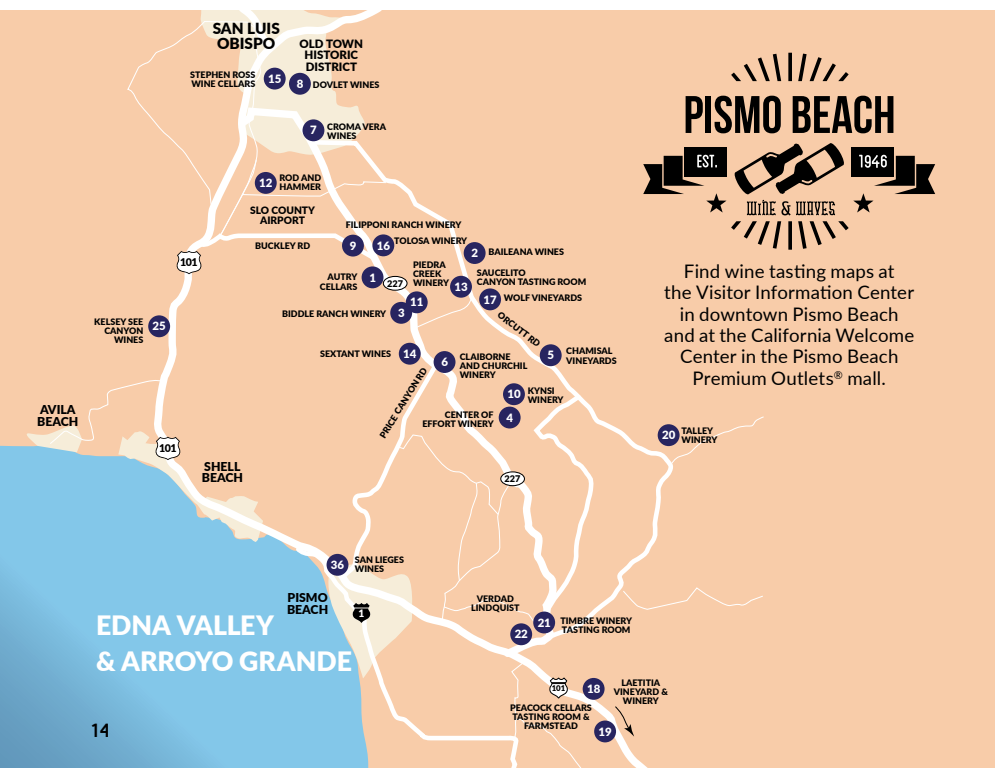 SAN LUIS
OBISPO
OLD TOWN
HISTORIC
DISTRICT
STEPHEN ROSS
WINE CELLARS
15
8
DOVLET WINES
7
CROMA VERA
WINES
12
ROD AND
HAMMER
SLO COUNTY
AIRPORT
BUCKLEY RD
FILIPPONI RANCH WINERY
9
16
TOLOSA WINERY
2
BAILEANA WINES
101
AUTRY
CELLARS
1
227
PIEDRA
CREEK
WINERY
11
13
SAUCELITO
CANYON TASTING ROOM
17
WOLF VINEYARDS
BIDDLE RANCH WINERY
3
ORCUTT RD
KELSEY SEE
CANYON
WINES
25
SEXTANT WINES
14
6
CLAIBORNE
AND CHURCHIL
WINERY
5
CHAMISAL
VINEYARDS
PRICE CANYON RD
10
KYNSI
WINERY
CENTER OF
EFFORT WINERY
4
20
TALLEY
WINERY
AVILA
BEACH
101
SHELL
BEACH
227
36
SAN LIEGES
WINES
PISMO
BEACH
1
VERDAD
LINDQUIST
22
21
TIMBRE WINERY
TASTING ROOM
101
18
LAETITIA
VINEYARD &
WINERY
PEACOCK CELLARS
TASTING ROOM &
FARMSTEAD
19
EDNA VALLEY
& ARROYO GRANDE
14
PISMO BEACH
EST.
1946
WINE & WAVES
Find wine tasting maps at
the Visitor Information Center
in downtown Pismo Beach
and at the California Welcome
Center in the Pismo Beach
Premium Outlets® mall.